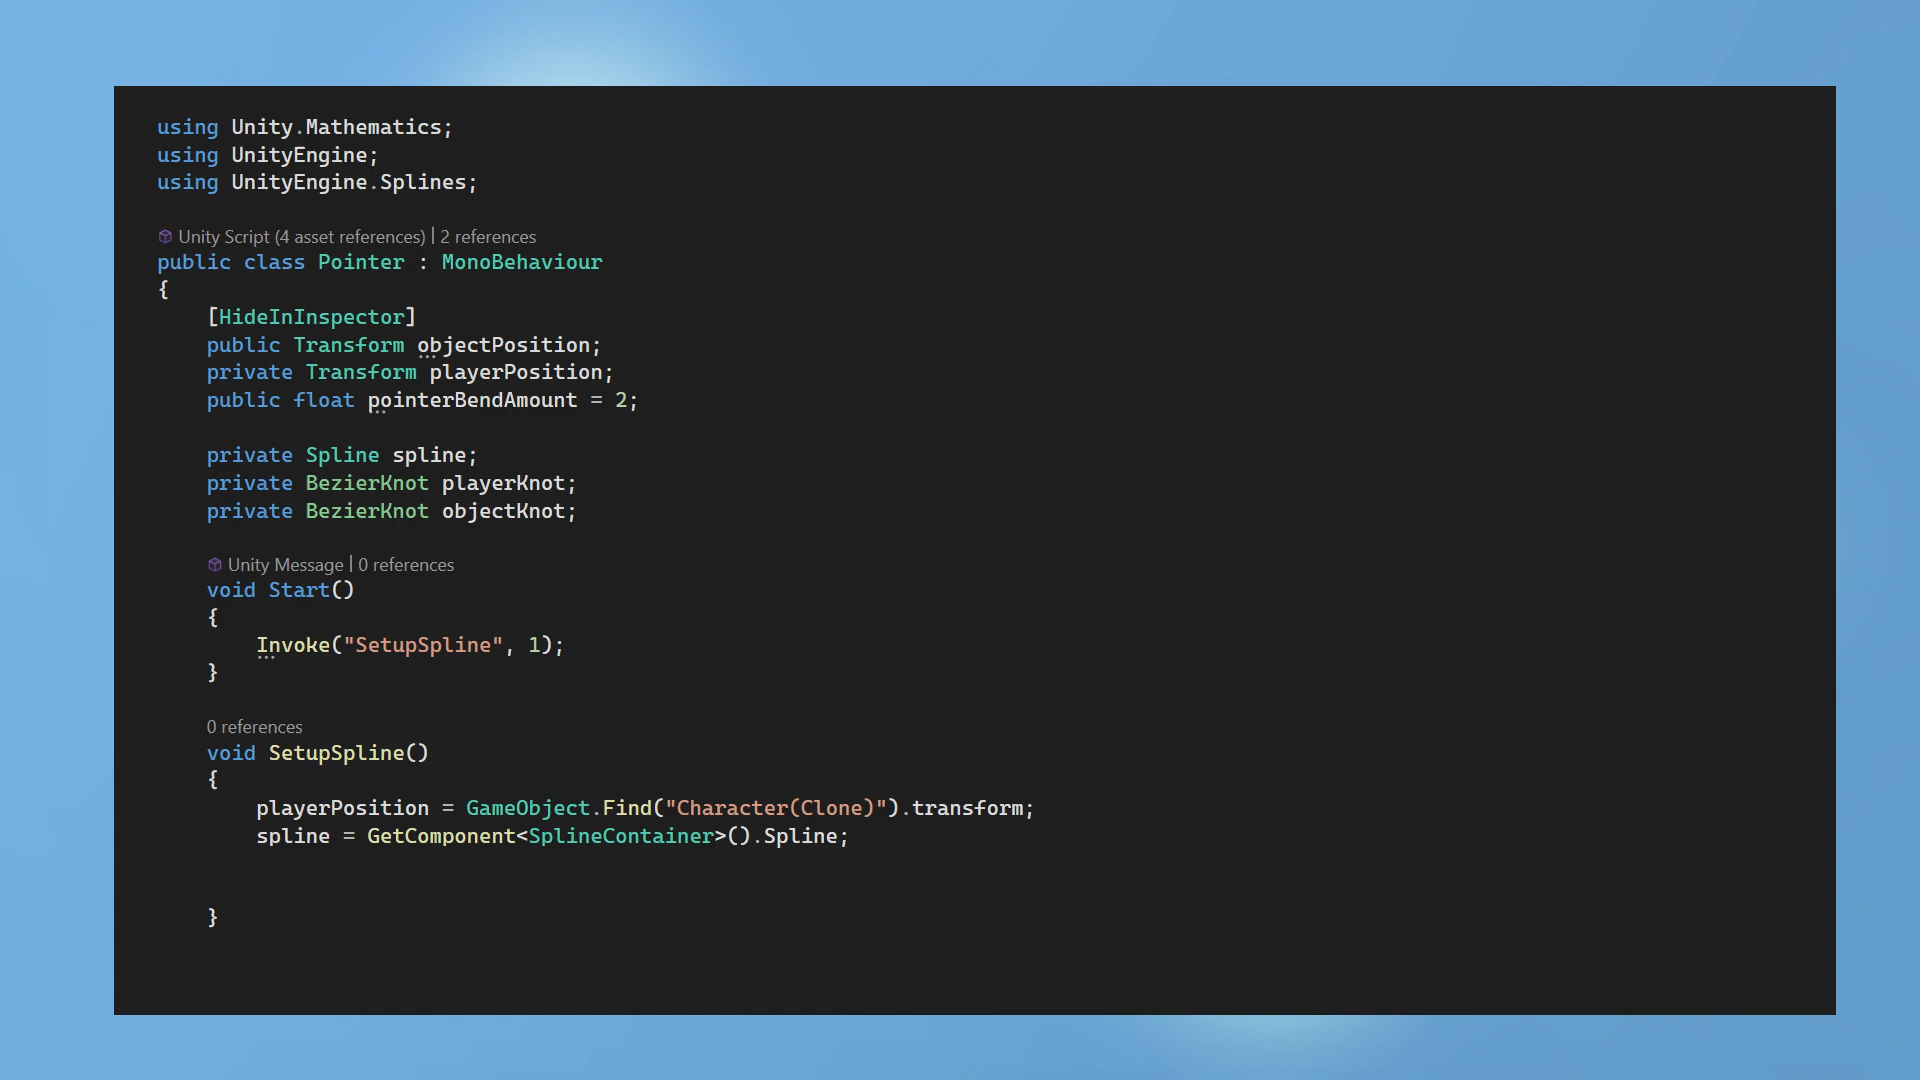 using Unity.Mathematics;
using UnityEngine;
using UnityEngine.Splines;
Unity Script (4 asset references) | 2 references
public class Pointer : MonoBehaviour
{
[HideInInspector]
public Transform objectPosition;
private Transform playerPosition;
public float pointerBendAmount = 2;
private Spline spline;
private BezierKnot playerKnot;
private BezierKnot objectKnot;
Unity Message | 0 references
void Start()
{
Invoke("SetupSpline", 1);
}
0 references
void SetupSpline()
{
playerPosition = GameObject.Find("Character(Clone)").transform;
spline = GetComponent<SplineContainer>().Spline;
}